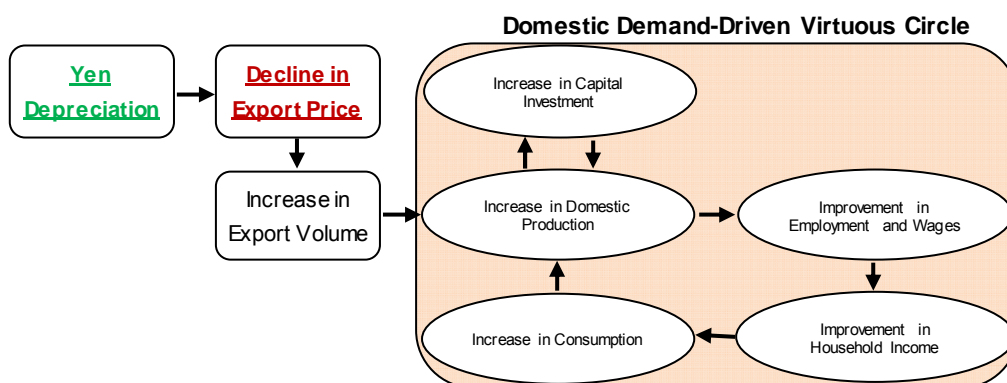 Domestic Demand-Driven Virtuous Circle
Yen
Depreciation
Decline in
Export Price
Increase in Capital
Investment
Increase in
Export Volume
Increase in Domestic
Production
Improvement in
Employment and Wages
Increase in Consumption
Improvement in
Household Income